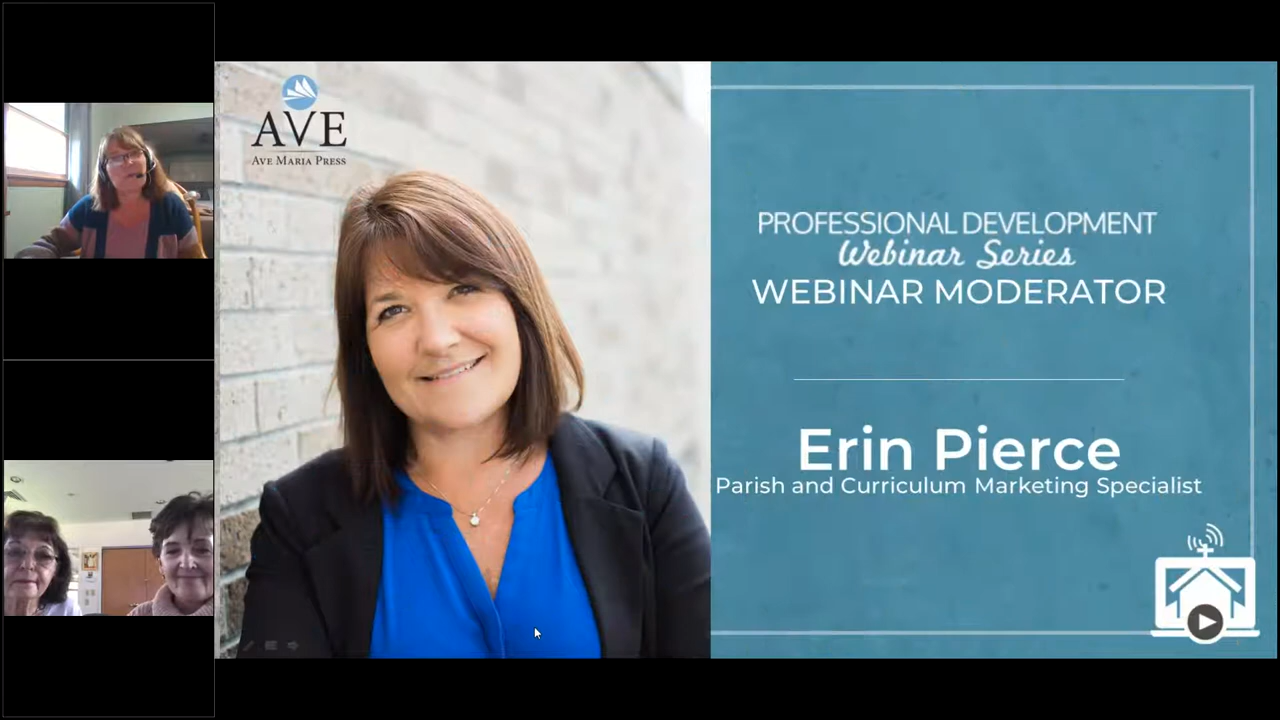 AVE
AVE MARIA PRESS
PROFESSIONAL DEVELOPMENT
Webinar Series
WEBINAR MODERATOR
Erin Pierce
Parish and Curriculum Marketing Specialist